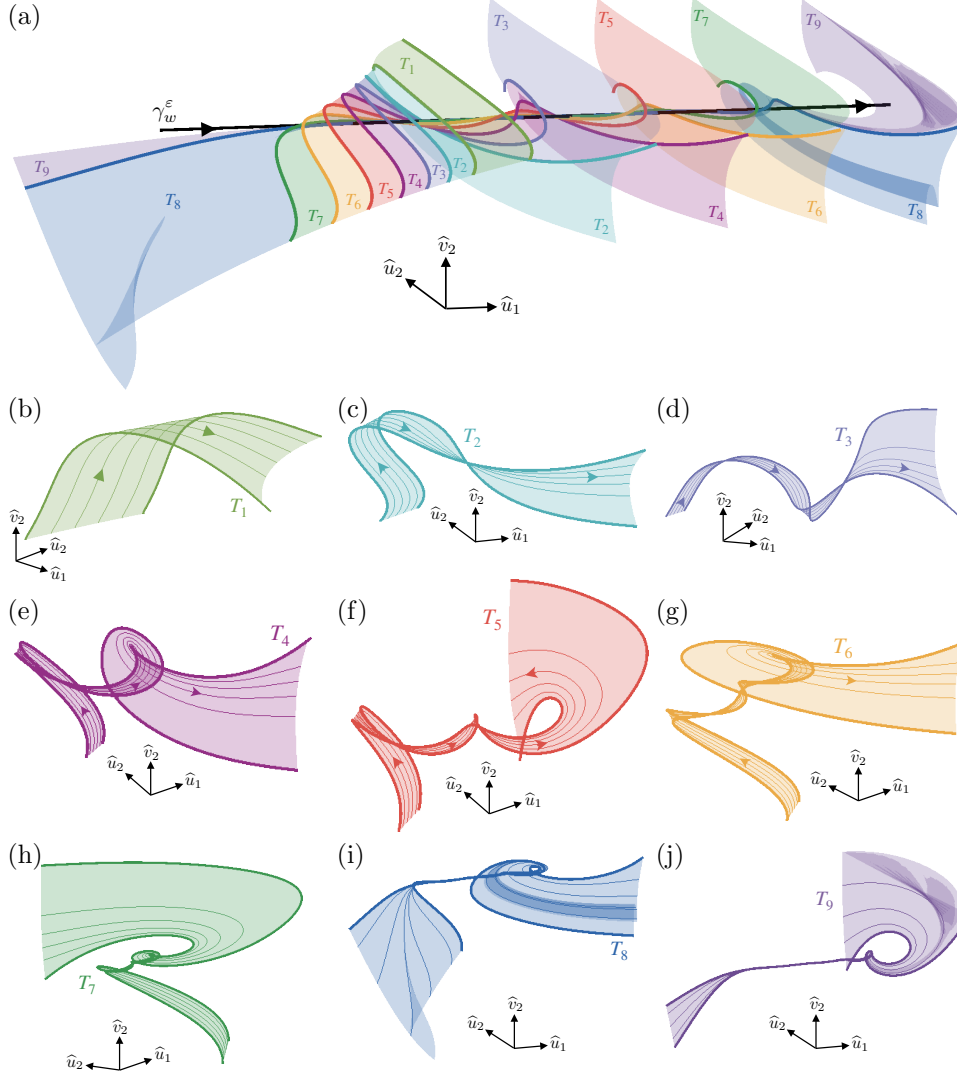 (a)
T₃ T₅ T₇ T₉
T₁
γ_w^ε
T₉ T₈ T₇ T₆ T₅ T₄ T₃ T₂
T₂ T₄ T₆ T₈
v̂₂
û₂
û₁
(b) (c) (d)
T₁ T₂ T₃
v̂₂ û₂ û₁
v̂₂ û₂ û₁
v̂₂ û₂ û₁
(e) (f) (g)
T₄ T₅ T₆
v̂₂ û₂ û₁
v̂₂ û₂ û₁
v̂₂ û₂ û₁
(h) (i) (j)
T₇ T₈ T₉
v̂₂ û₂ û₁
v̂₂ û₂ û₁
v̂₂ û₂ û₁